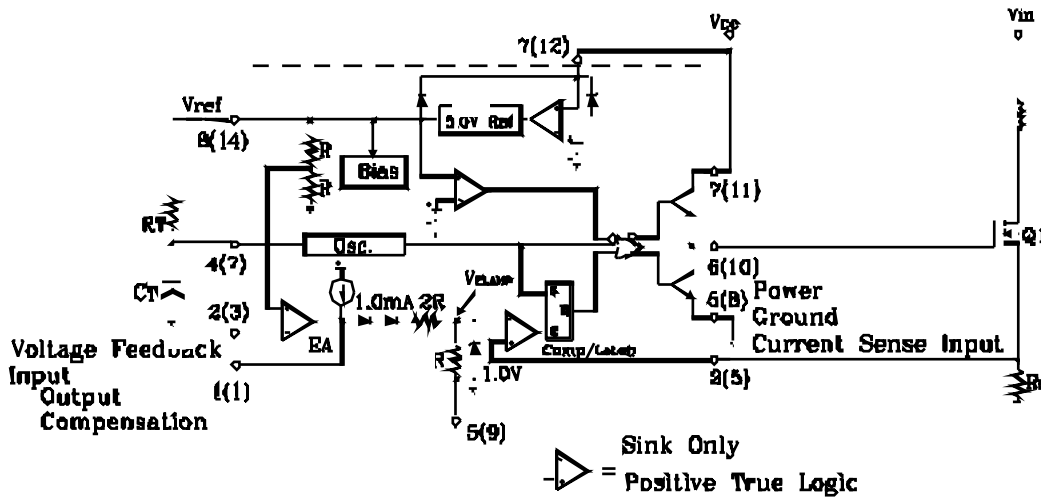 Vcc
Vin
7(12)
Vref
5.0V Ref
8(14)
R
Bias
R
7(11)
RT
Osc.
Q1
4(7)
6(10)
CT
1.0mA
2R
5(8)
Power
2(3)
Ground
EA
Comp/Latch
Current Sense Input
Voltage Feedback
R
1.0V
Input
1(1)
3(5)
Output
Compensation
5(9)
Sink Only
= Positive True Logic